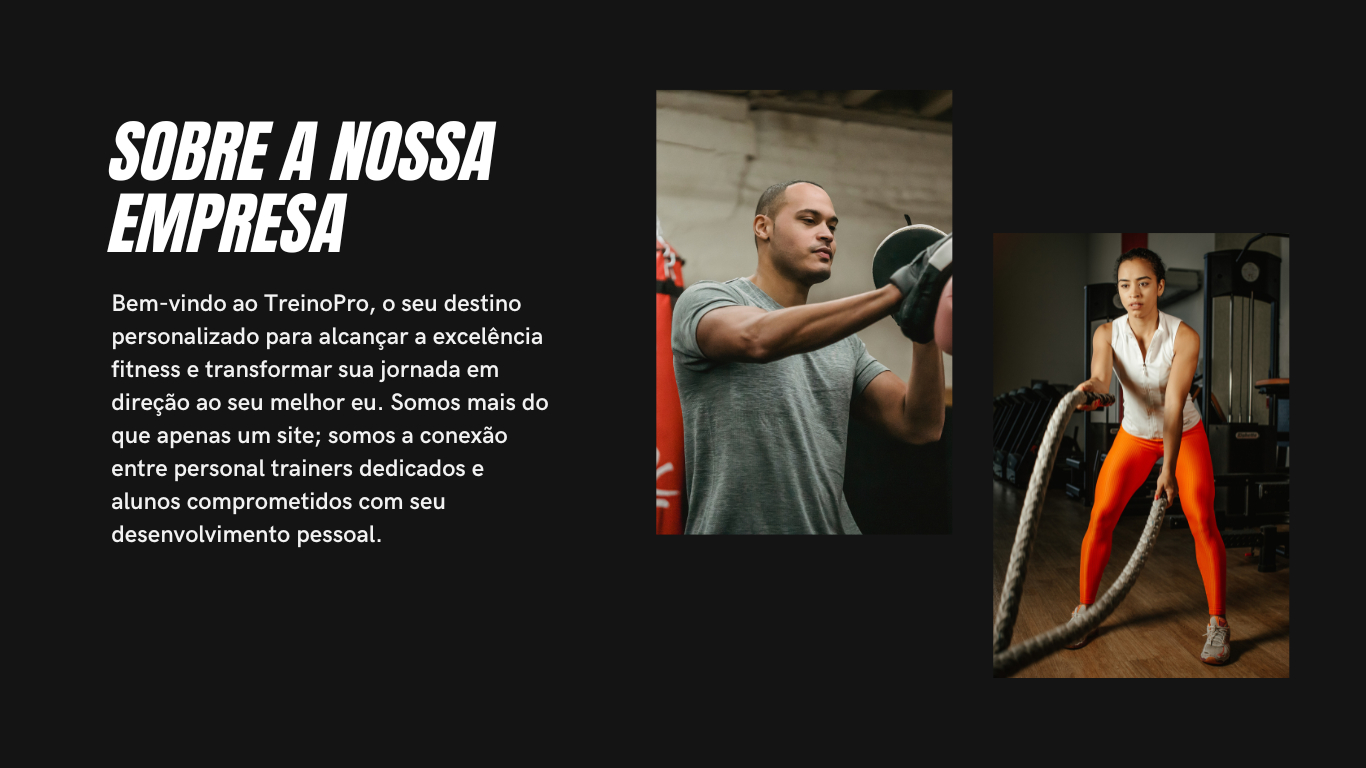 SOBRE A NOSSA
EMPRESA
Bem-vindo ao TreinoPro, o seu destino
personalizado para alcançar a excelência
fitness e transformar sua jornada em
direção ao seu melhor eu. Somos mais do
que apenas um site; somos a conexão
entre personal trainers dedicados e
alunos comprometidos com seu
desenvolvimento pessoal.